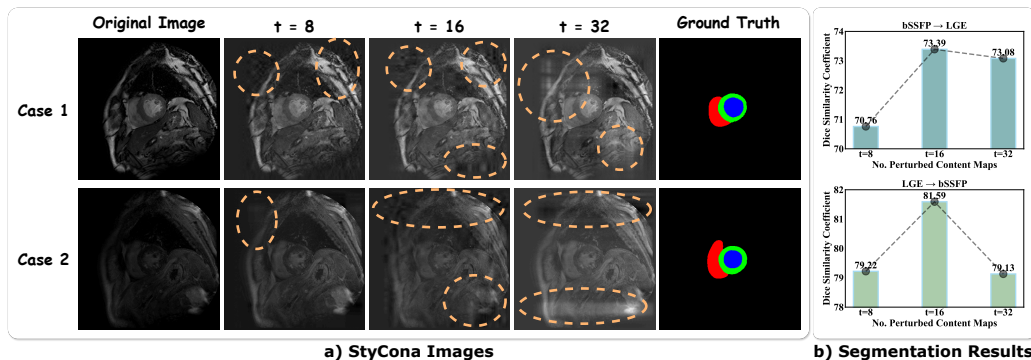 Original Image
t = 8
t = 16
t = 32
Ground Truth
Case 1
Case 2
a) StyCona Images
bSSFP → LGE
Dice Similarity Coefficient
74
73
72
71
70
70.76
73.39
73.08
t=8
t=16
t=32
No. Perturbed Content Maps
LGE → bSSFP
Dice Similarity Coefficient
82
81
80
79
78
79.22
81.59
79.13
t=8
t=16
t=32
No. Perturbed Content Maps
b) Segmentation Results